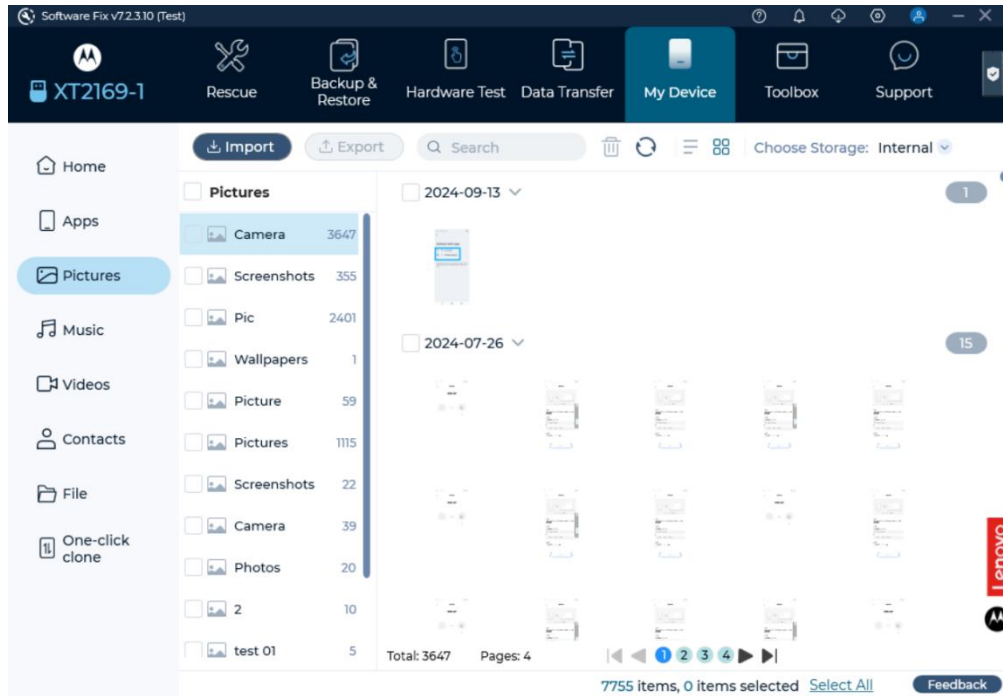 Software Fix v7.2.3.10 (Test)
XT2169-1
Rescue
Backup &
Restore
Hardware Test
Data Transfer
My Device
Toolbox
Support
Home
Apps
Pictures
Music
Videos
Contacts
File
One-click
clone
Import
Export
Search
Choose Storage: Internal
Pictures
Camera 3647
Screenshots 355
Pic 2401
Wallpapers 1
Picture 59
Pictures 1115
Screenshots 22
Camera 39
Photos 20
2 10
test 01 5
2024-09-13
1
2024-07-26
15
Total: 3647 Pages: 4
1 2 3 4
7755 items, 0 items selected Select All
Feedback
Lenovo